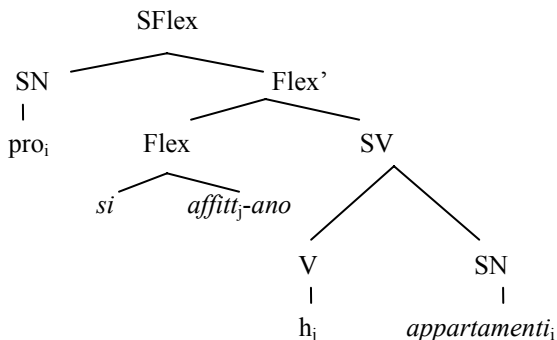 SFlex
SN Flex’
proi Flex SV
si affittj-ano
V SN
hj appartamentii